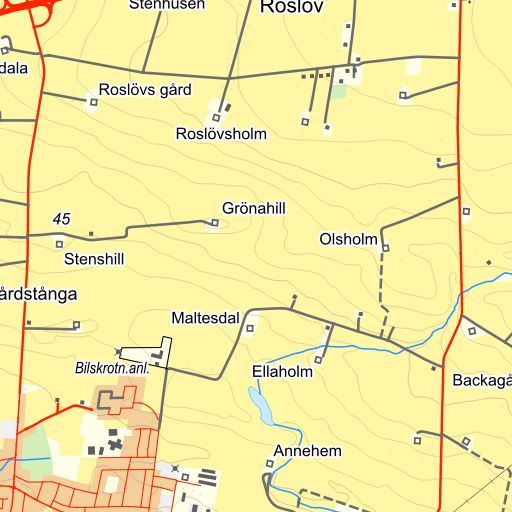 Stenhusen
Roslöv
dala
Roslövs gård
Roslövsholm
Grönahill
45
Olsholm
Stenshill
årdstånga
Maltesdal
Bilskrotn.anl.
Ellaholm
Backagå
Annehem